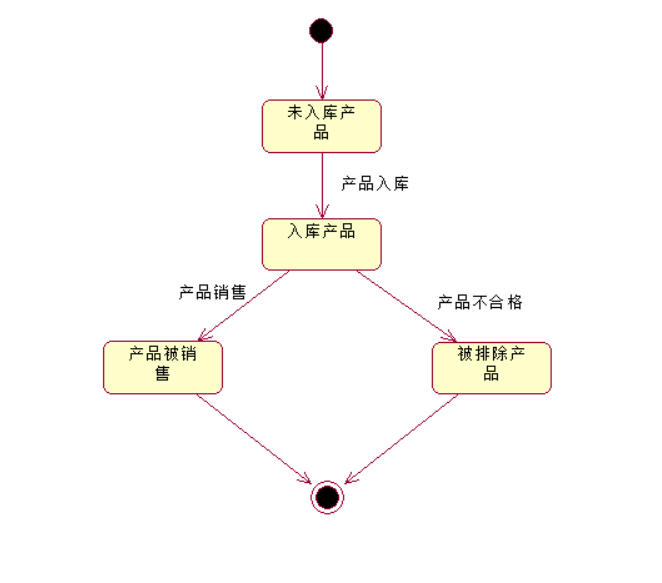 未入库产
品
产品入库
入库产品
产品销售
产品不合格
产品被销
售
被排除产
品